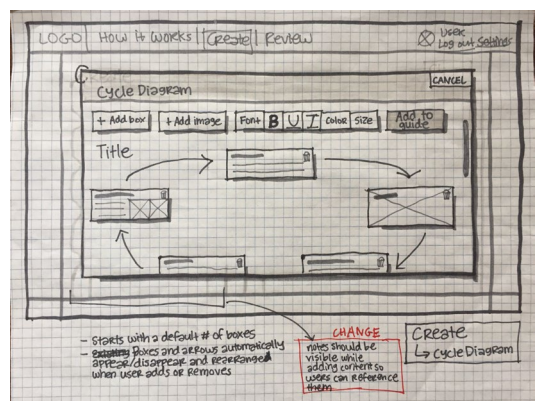 LOGO How It Works Create Review
User
Log out Settings
CANCEL
Cycle Diagram
+ Add box + Add image Font B U I Color Size Add to guide
Title
- starts with a default # of boxes
- boxes and arrows automatically
appear/disappear and rearranged
when user adds or removes
CHANGE
notes should be
visible while
adding content so
users can reference
them
Create
↳ Cycle Diagram